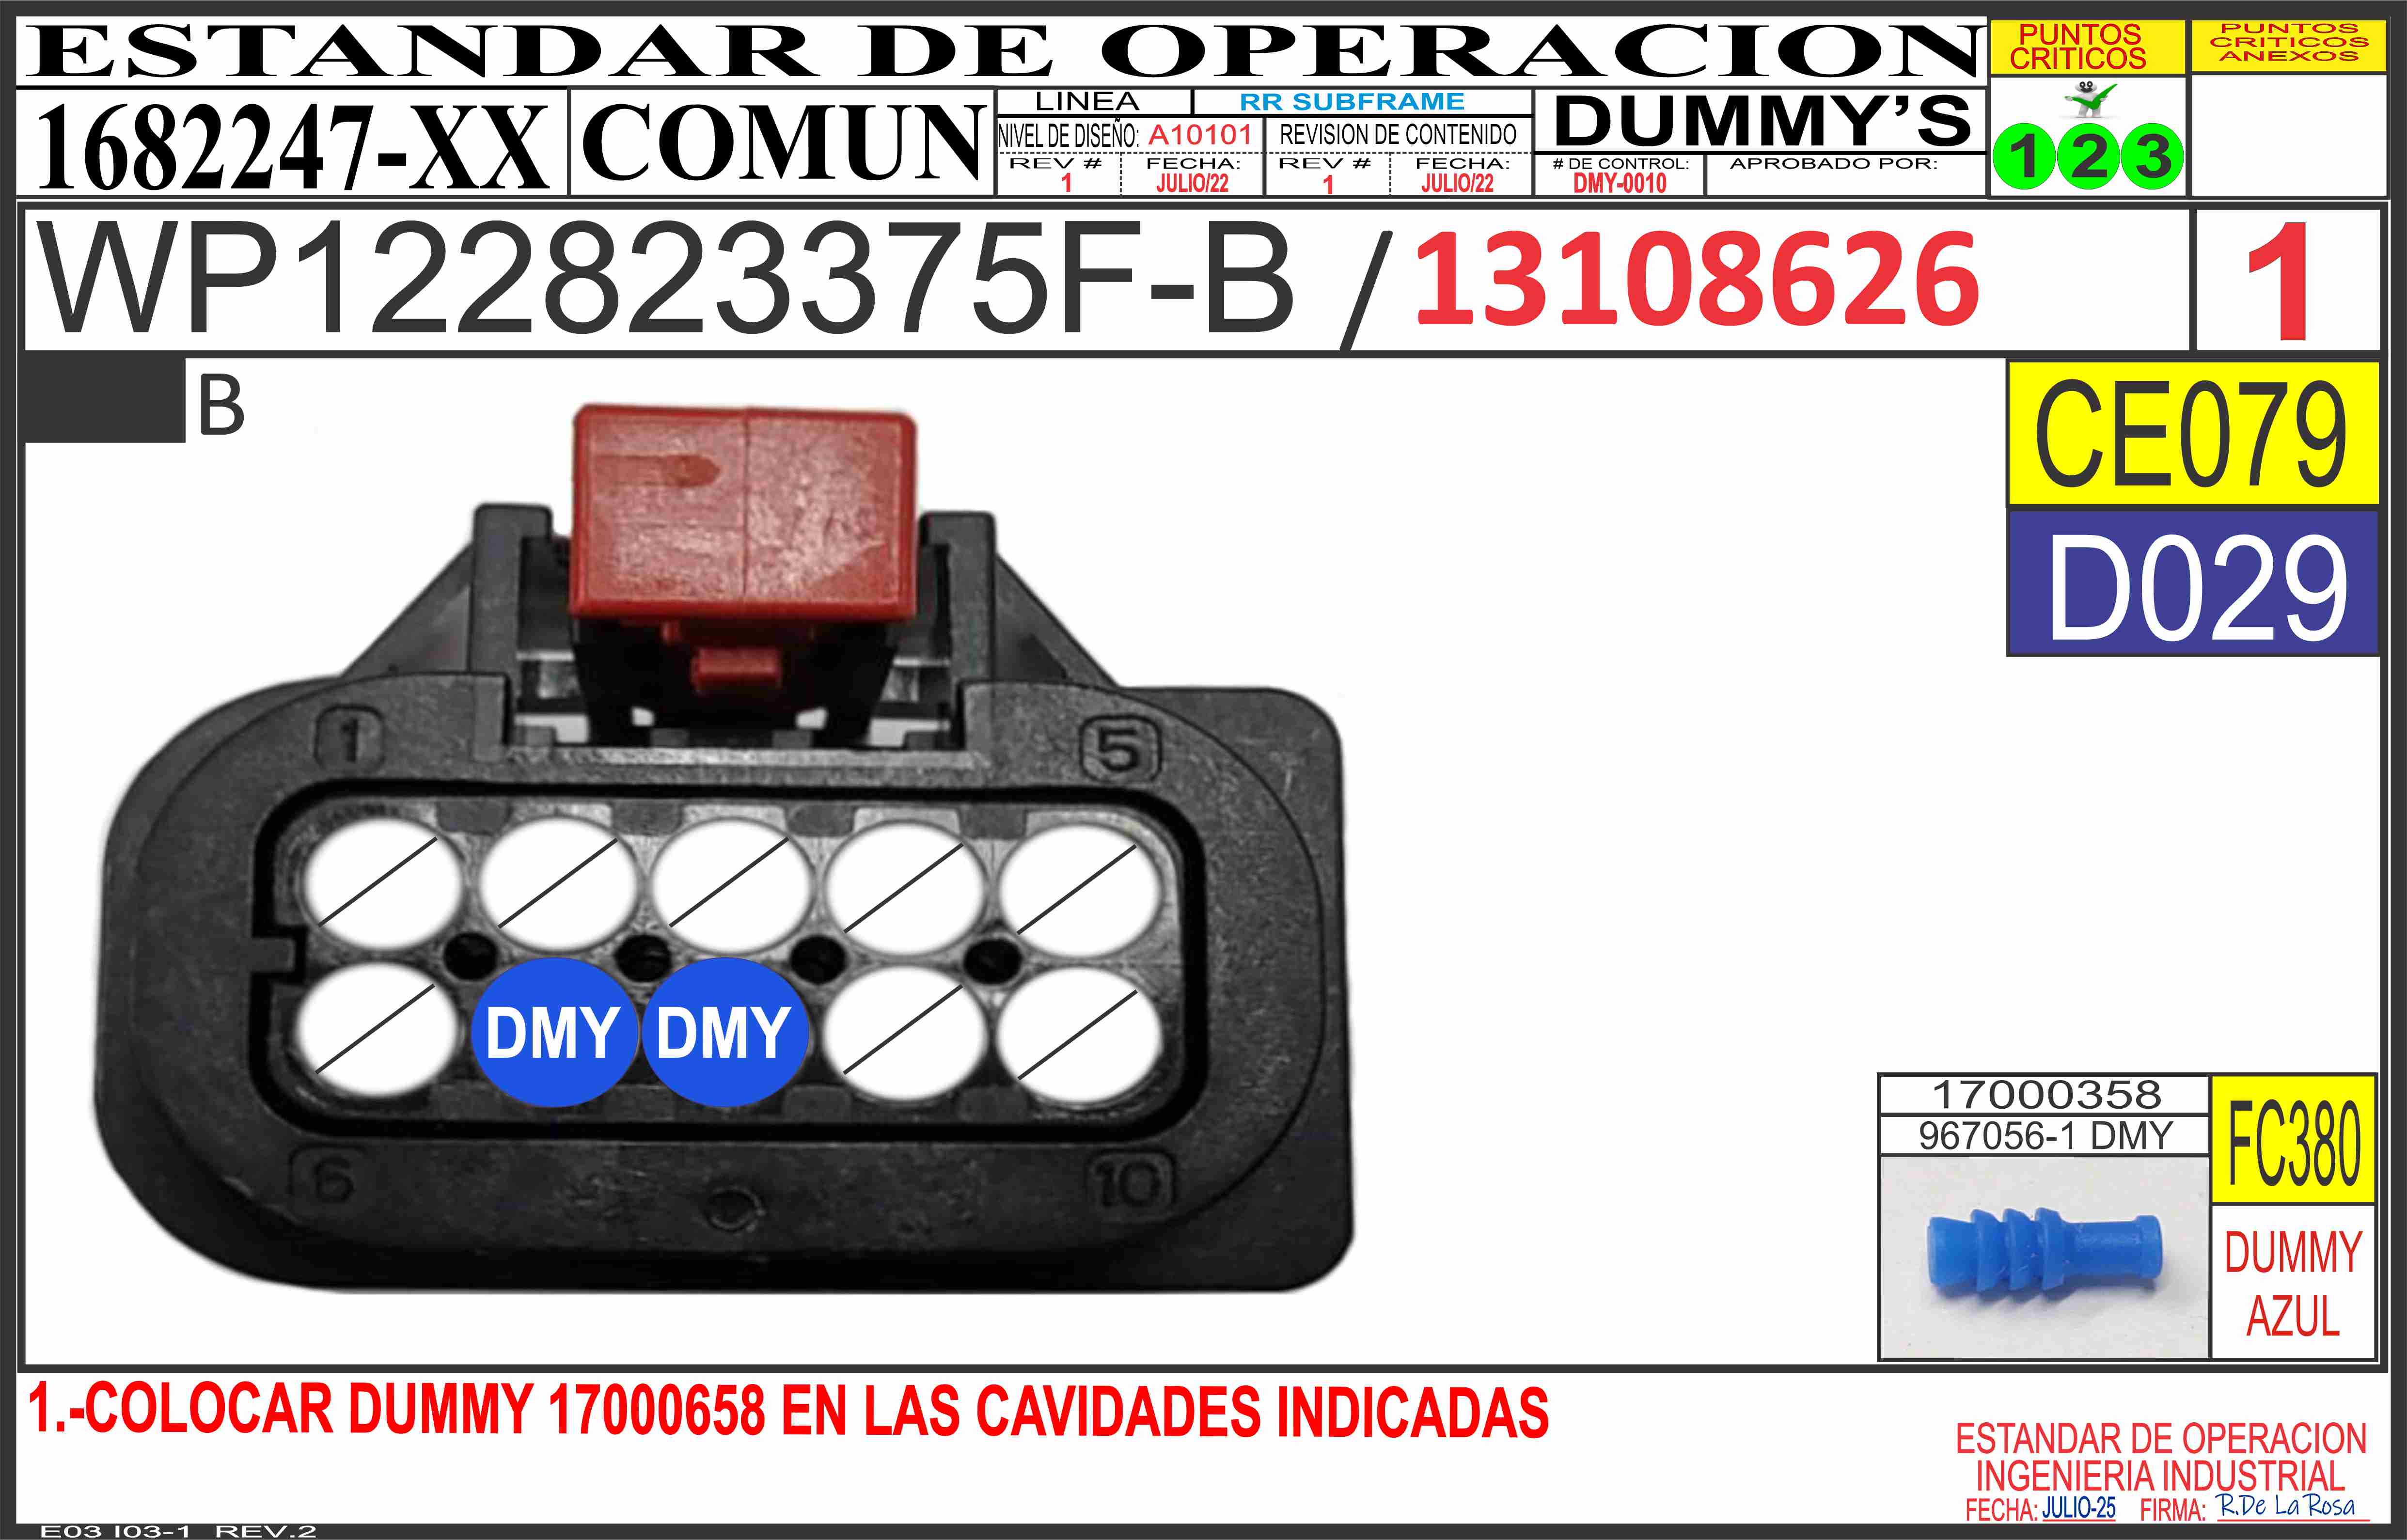 ESTANDAR DE OPERACION
PUNTOS
CRITICOS
PUNTOS
CRITICOS
ANEXOS
1682247-XX
COMUN
LINEA
RR SUBFRAME
NIVEL DE DISEÑO: A10101
REVISION DE CONTENIDO
REV #
1
FECHA:
JULIO/22
REV #
1
FECHA:
JULIO/22
DUMMY'S
# DE CONTROL:
DMY-0010
APROBADO POR:
1 2 3
WP122823375F-B / 13108626
1
B
CE079
D029
1
5
DMY DMY
6
10
17000358
967056-1 DMY
FC380
DUMMY
AZUL
1.-COLOCAR DUMMY 17000658 EN LAS CAVIDADES INDICADAS
ESTANDAR DE OPERACION
INGENIERIA INDUSTRIAL
FECHA: JULIO-25 FIRMA: R.De La Rosa
E03 I03-1 REV.2